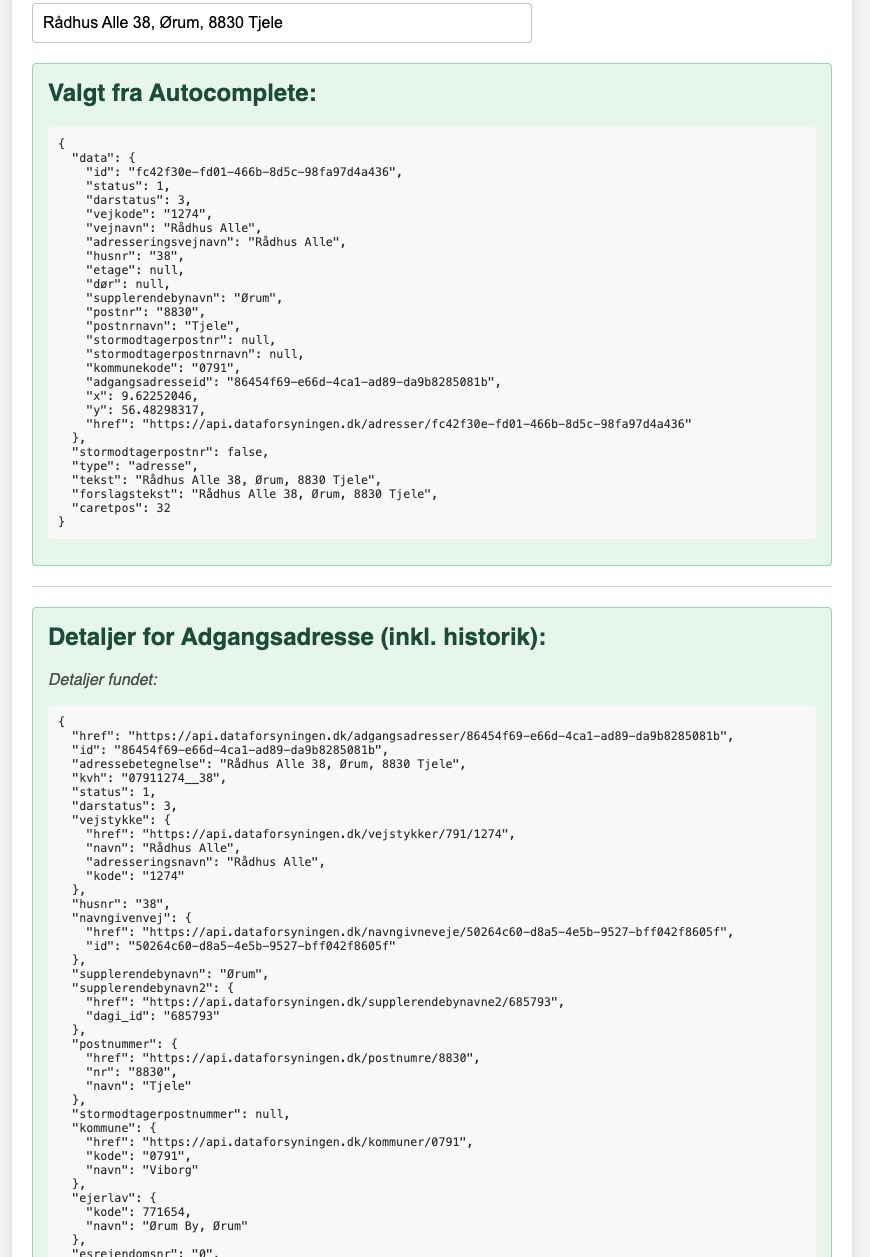 Rådhus Alle 38, Ørum, 8830 Tjele
Valgt fra Autocomplete:
{
  "data": {
    "id": "fc42f30e-fd01-466b-8d5c-98fa97d4a436",
    "status": 1,
    "darstatus": 3,
    "vejkode": "1274",
    "vejnavn": "Rådhus Alle",
    "adresseringsvejnavn": "Rådhus Alle",
    "husnr": "38",
    "etage": null,
    "dør": null,
    "supplerendebynavn": "Ørum",
    "postnr": "8830",
    "postnrnavn": "Tjele",
    "stormodtagerpostnr": null,
    "stormodtagerpostnrnavn": null,
    "kommunekode": "0791",
    "adgangsadresseid": "86454f69-e66d-4ca1-ad89-da9b8285081b",
    "x": 9.62252046,
    "y": 56.48298317,
    "href": "https://api.dataforsyningen.dk/adresser/fc42f30e-fd01-466b-8d5c-98fa97d4a436"
  },
  "stormodtagerpostnr": false,
  "type": "adresse",
  "tekst": "Rådhus Alle 38, Ørum, 8830 Tjele",
  "forslagstekst": "Rådhus Alle 38, Ørum, 8830 Tjele",
  "caretpos": 32
}
Detaljer for Adgangsadresse (inkl. historik):
Detaljer fundet:
{
  "href": "https://api.dataforsyningen.dk/adgangsadresser/86454f69-e66d-4ca1-ad89-da9b8285081b",
  "id": "86454f69-e66d-4ca1-ad89-da9b8285081b",
  "adressebetegnelse": "Rådhus Alle 38, Ørum, 8830 Tjele",
  "kvh": "07911274__38",
  "status": 1,
  "darstatus": 3,
  "vejstykke": {
    "href": "https://api.dataforsyningen.dk/vejstykker/791/1274",
    "navn": "Rådhus Alle",
    "adresseringsnavn": "Rådhus Alle",
    "kode": "1274"
  },
  "husnr": "38",
  "navngivenvej": {
    "href": "https://api.dataforsyningen.dk/navngivneveje/50264c60-d8a5-4e5b-9527-bff042f8605f",
    "id": "50264c60-d8a5-4e5b-9527-bff042f8605f"
  },
  "supplerendebynavn": "Ørum",
  "supplerendebynavn2": {
    "href": "https://api.dataforsyningen.dk/supplerendebynavne2/685793",
    "dagi_id": "685793"
  },
  "postnummer": {
    "href": "https://api.dataforsyningen.dk/postnumre/8830",
    "nr": "8830",
    "navn": "Tjele"
  },
  "stormodtagerpostnummer": null,
  "kommune": {
    "href": "https://api.dataforsyningen.dk/kommuner/0791",
    "kode": "0791",
    "navn": "Viborg"
  },
  "ejerlav": {
    "kode": 771654,
    "navn": "Ørum By, Ørum"
  },
  "esrejendomsnr": "0",